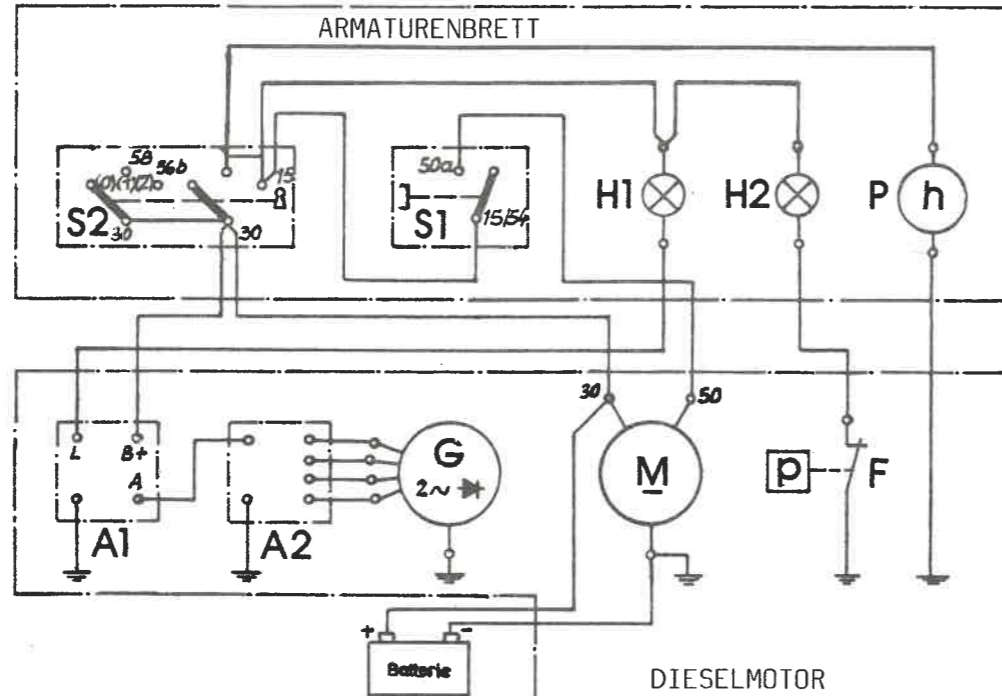 ARMATURENBRETT
58
(0)(1)(2) 56b
15
50a
S2
30
30
S1
15/54
H1
H2
P
h
30
50
L
B+
A
G
2~
M
p
F
A1
A2
+
-
Batterie
DIESELMOTOR